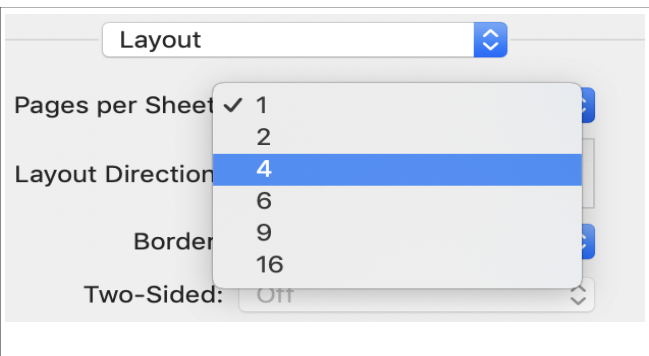 Layout
Pages per Sheet ✓ 1
2
Layout Direction 4
6
Border 9
16
Two-Sided: Off